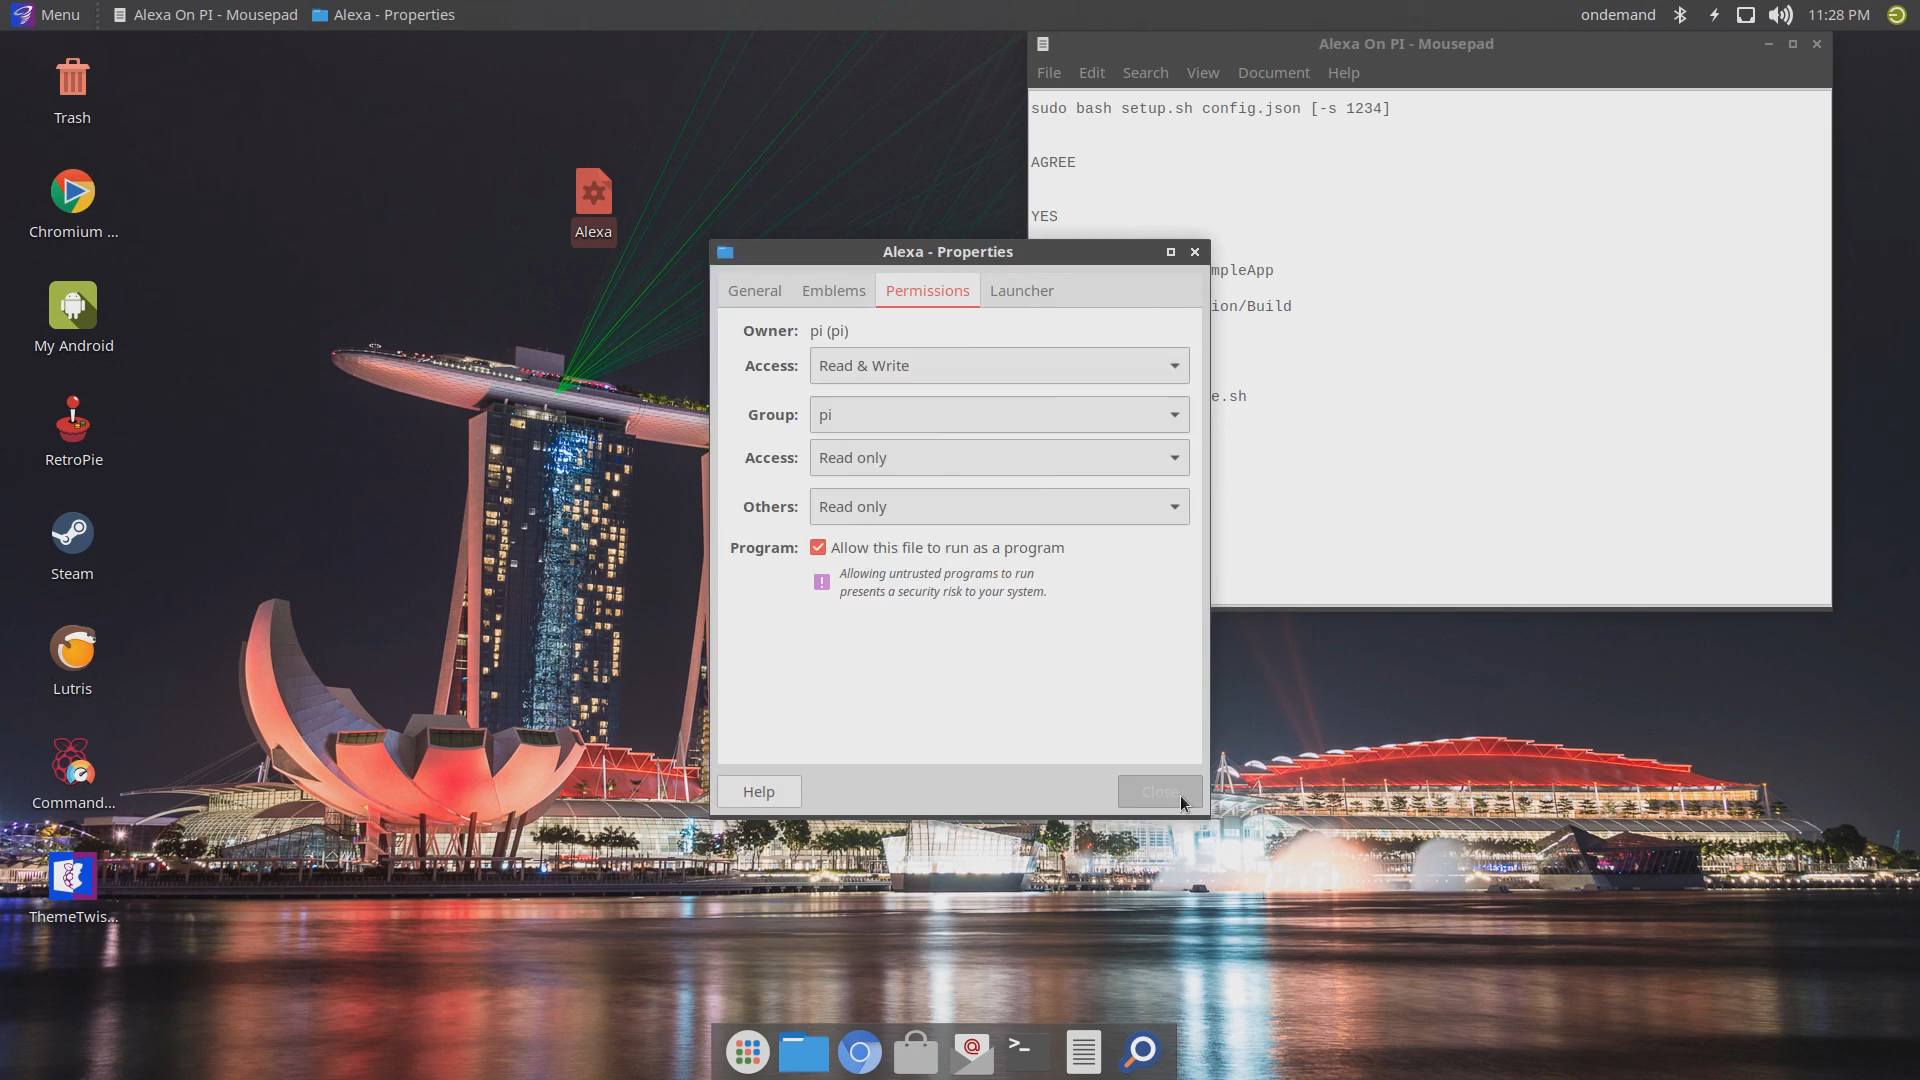 Menu
Alexa On PI - Mousepad
Alexa - Properties
ondemand
11:28 PM
Trash
Chromium ...
My Android
RetroPie
Steam
Lutris
Command...
ThemeTwis...
Alexa
Alexa On PI - Mousepad
File Edit Search View Document Help
sudo bash setup.sh config.json [-s 1234]
AGREE
YES
mpleApp
ion/Build
e.sh
Alexa - Properties
General Emblems Permissions Launcher
Owner: pi (pi)
Access: Read & Write
Group: pi
Access: Read only
Others: Read only
Program: Allow this file to run as a program
! Allowing untrusted programs to run
presents a security risk to your system.
Help
Close
@
>_